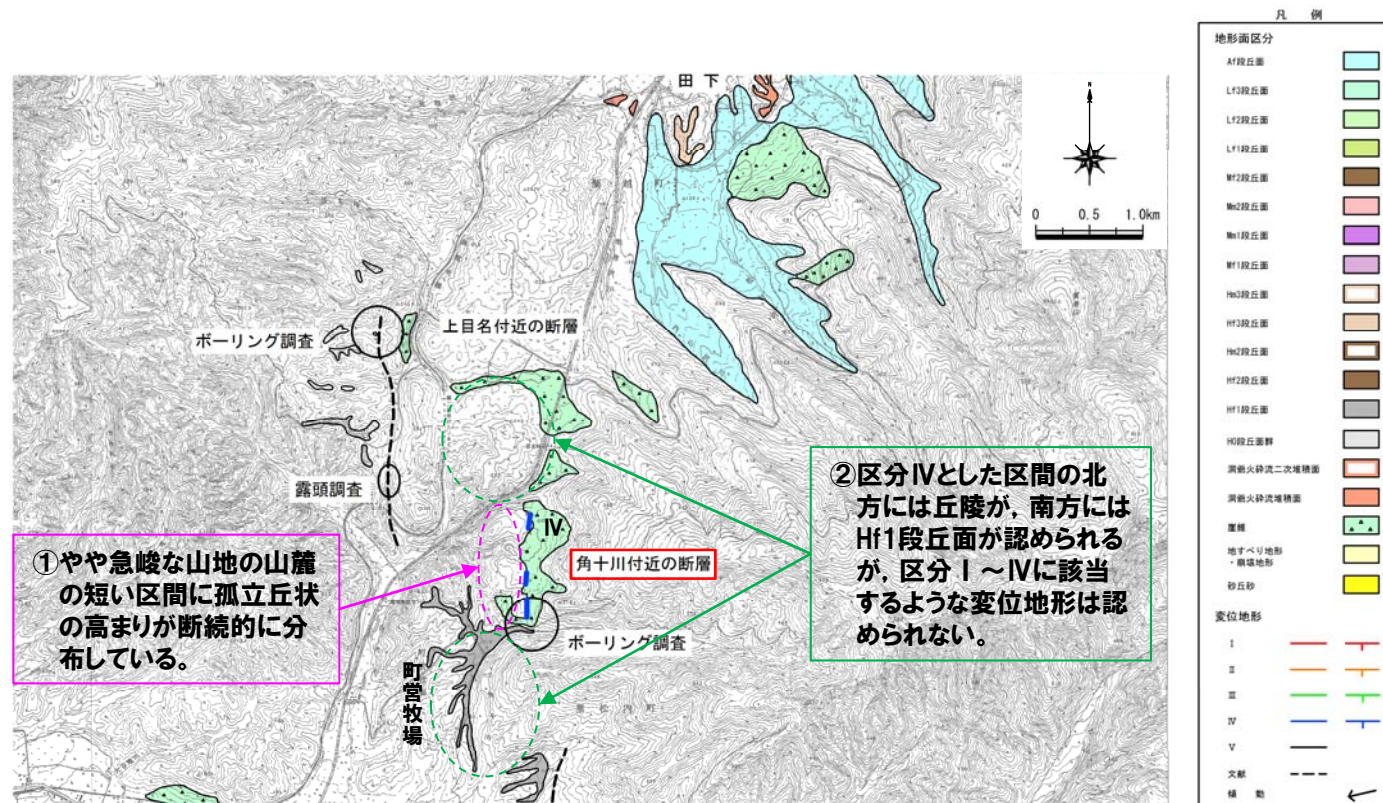 凡　例
地形面区分
Af段丘面
Lf3段丘面
Lf2段丘面
Lf1段丘面
Mf2段丘面
Mm2段丘面
Mm1段丘面
Mf1段丘面
Hm3段丘面
Hf3段丘面
Hm2段丘面
Hf2段丘面
Hf1段丘面
H0段丘面群
洞爺火砕流二次堆積面
洞爺火砕流堆積面
崖錐
地すべり地形
・崩壊地形
砂丘砂
変位地形
Ⅰ
Ⅱ
Ⅲ
Ⅳ
Ⅴ
文献
傾　動
田下
N
0 0.5 1.0km
ボーリング調査
上目名付近の断層
露頭調査
Ⅳ
角十川付近の断層
ボーリング調査
町営牧場
①やや急峻な山地の山麓
の短い区間に孤立丘状
の高まりが断続的に分
布している。
②区分Ⅳとした区間の北
方には丘陵が，南方には
Hf1段丘面が認められる
が，区分Ⅰ～Ⅳに該当
するような変位地形は認
められない。